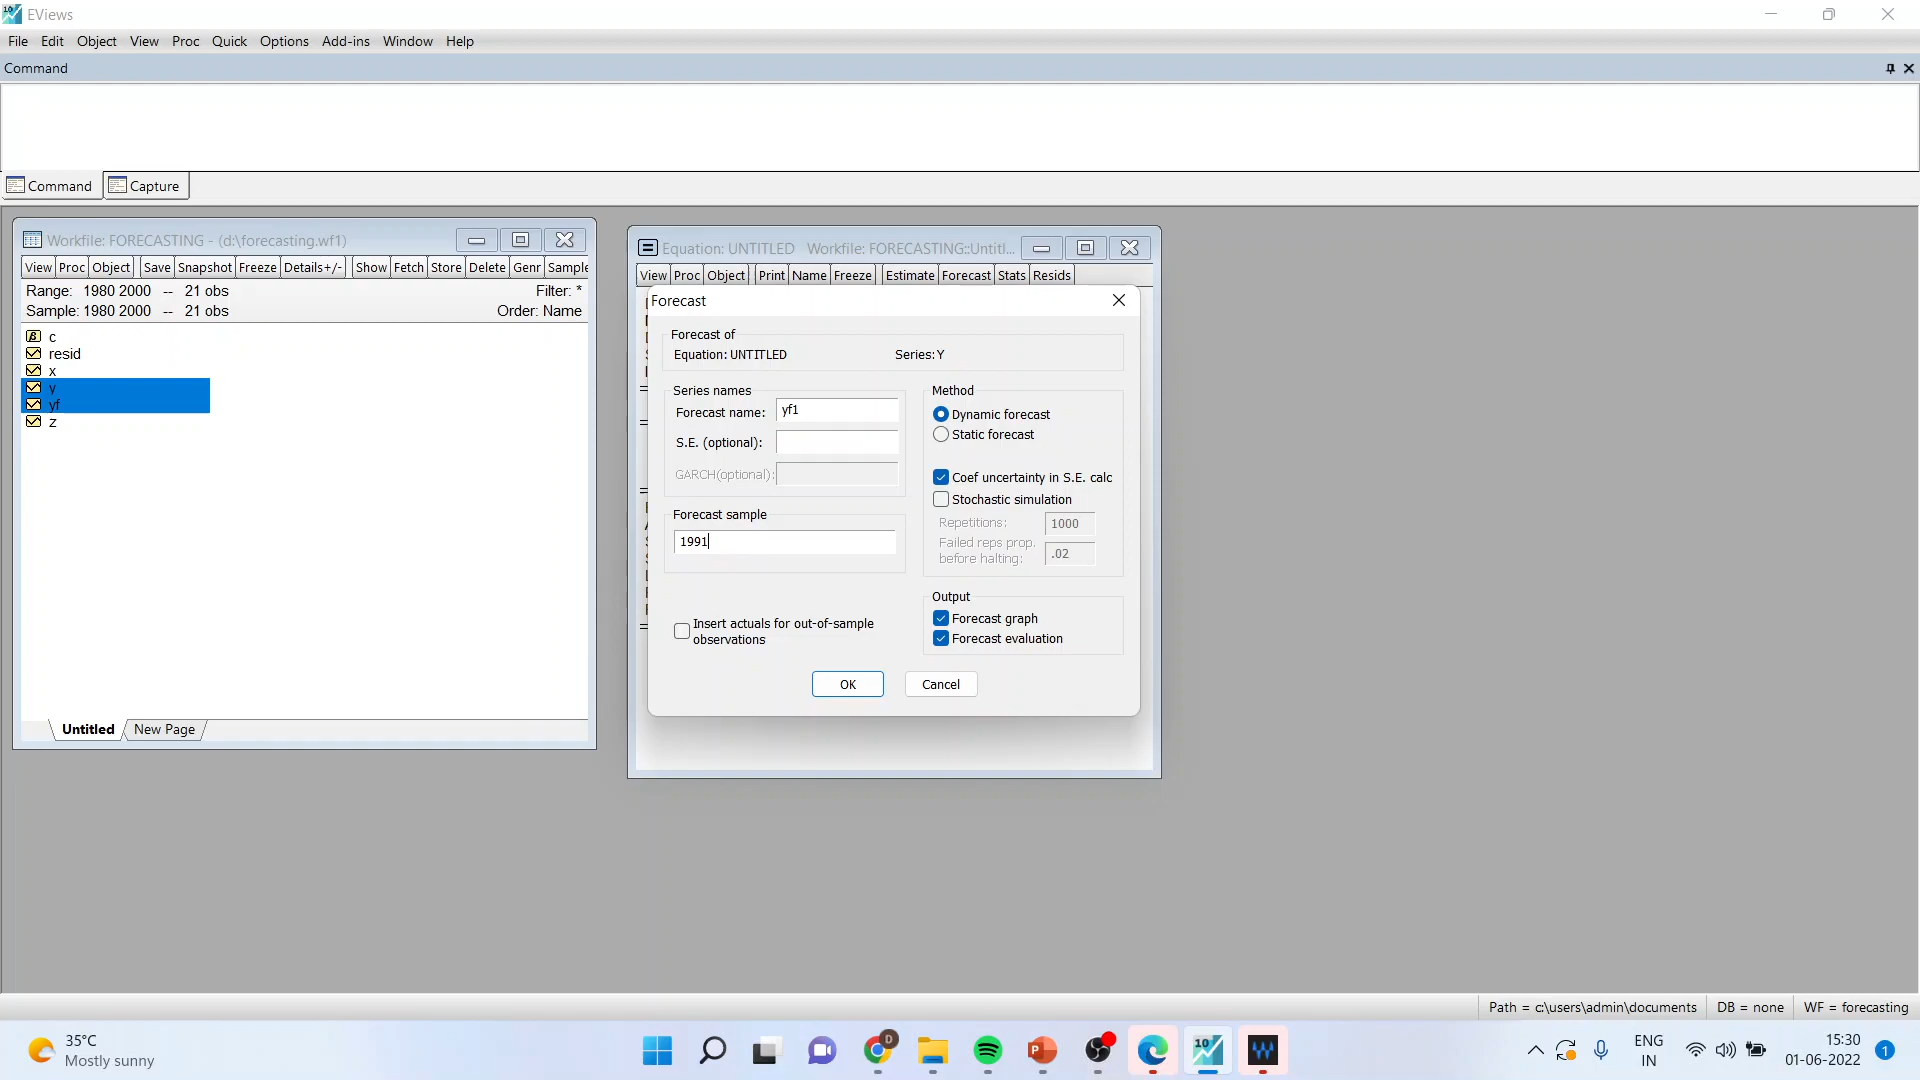 EViews
File Edit Object View Proc Quick Options Add-ins Window Help
Command
Command Capture
Workfile: FORECASTING - (d:\forecasting.wf1)
View Proc Object Save Snapshot Freeze Details+/- Show Fetch Store Delete Genr Sample
Range: 1980 2000 -- 21 obs Filter: *
Sample: 1980 2000 -- 21 obs Order: Name
c
resid
x
y
yf
z
Untitled New Page
Equation: UNTITLED Workfile: FORECASTING::Untitl...
View Proc Object Print Name Freeze Estimate Forecast Stats Resids
Forecast
Forecast of
Equation: UNTITLED Series: Y
Series names
Forecast name: yf1
S.E. (optional):
GARCH(optional):
Forecast sample
1991
Insert actuals for out-of-sample
observations
Method
Dynamic forecast
Static forecast
Coef uncertainty in S.E. calc
Stochastic simulation
Repetitions: 1000
Failed reps prop.
before halting: .02
Output
Forecast graph
Forecast evaluation
OK Cancel
Path = c:\users\admin\documents DB = none WF = forecasting
35°C
Mostly sunny
ENG
IN
15:30
01-06-2022
1